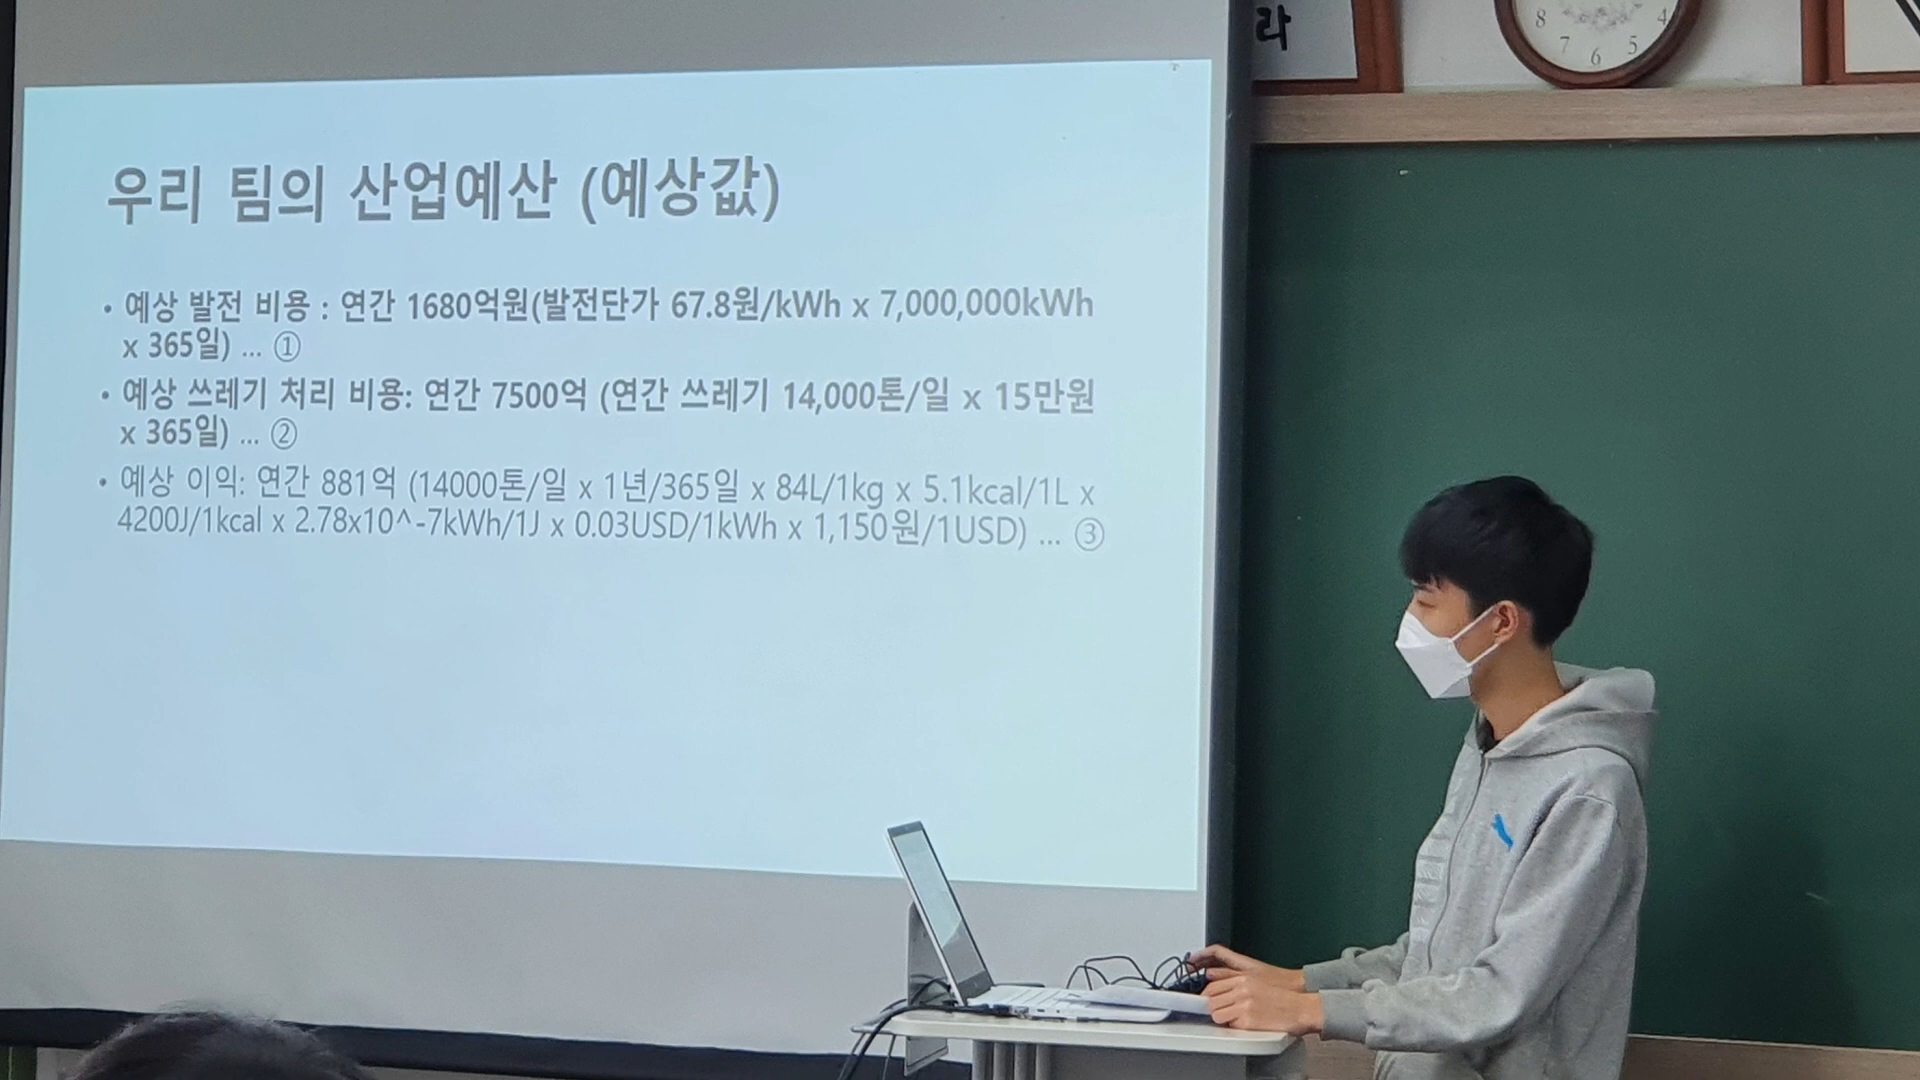 라
8 7 6 5 4
우리 팀의 산업예산 (예상값)
• 예상 발전 비용 : 연간 1680억원(발전단가 67.8원/kWh x 7,000,000kWh
x 365일) ... ①
• 예상 쓰레기 처리 비용: 연간 7500억 (연간 쓰레기 14,000톤/일 x 15만원
x 365일) ... ②
• 예상 이익: 연간 881억 (14000톤/일 x 1년/365일 x 84L/1kg x 5.1kcal/1L x
4200J/1kcal x 2.78x10^-7kWh/1J x 0.03USD/1kWh x 1,150원/1USD) ... ③